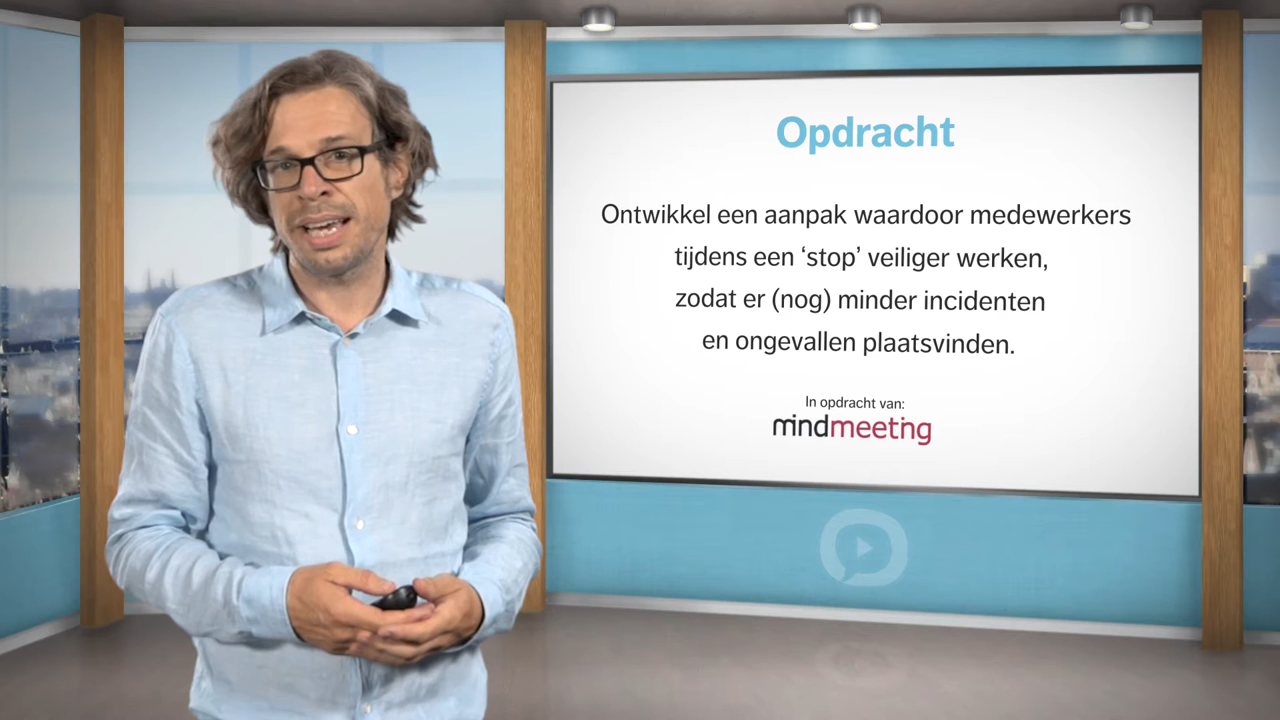 Opdracht
Ontwikkel een aanpak waardoor medewerkers
tijdens een ‘stop’ veiliger werken,
zodat er (nog) minder incidenten
en ongevallen plaatsvinden.
In opdracht van:
mindmeeting